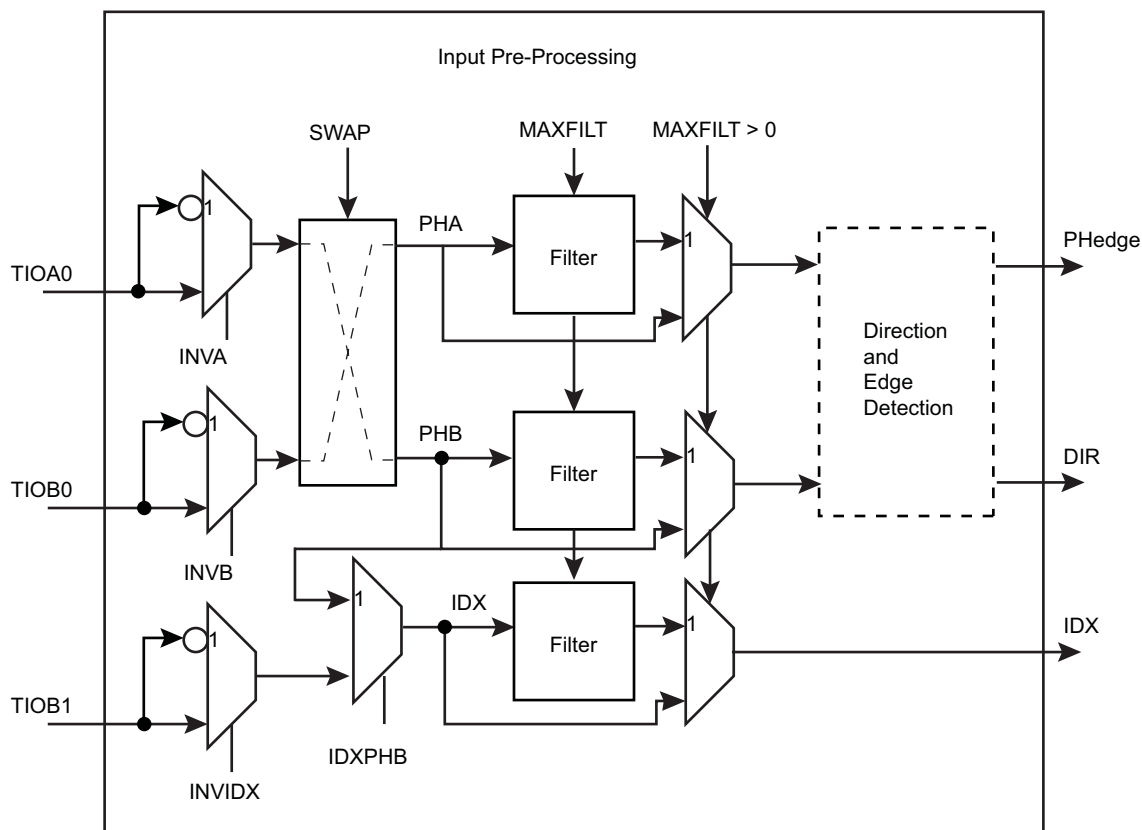 Input Pre-Processing
SWAP
MAXFILT
MAXFILT > 0
1
TIOA0
INVA
PHA
Filter
1
PHedge
Direction
and
Edge
Detection
1
TIOB0
INVB
PHB
Filter
1
DIR
1
IDX
Filter
1
IDX
1
TIOB1
IDXPHB
INVIDX